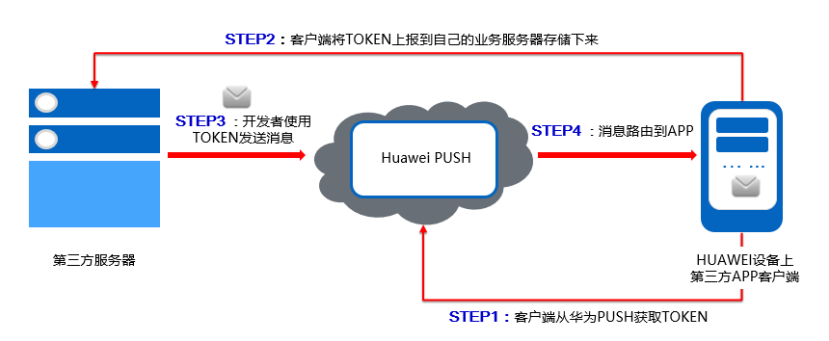 STEP2：客户端将TOKEN上报到自己的业务服务器存储下来
STEP3 ：开发者使用
TOKEN发送消息
Huawei PUSH
STEP4 ：消息路由到APP
... ...
第三方服务器
HUAWEI设备上
第三方APP客户端
STEP1：客户端从华为PUSH获取TOKEN